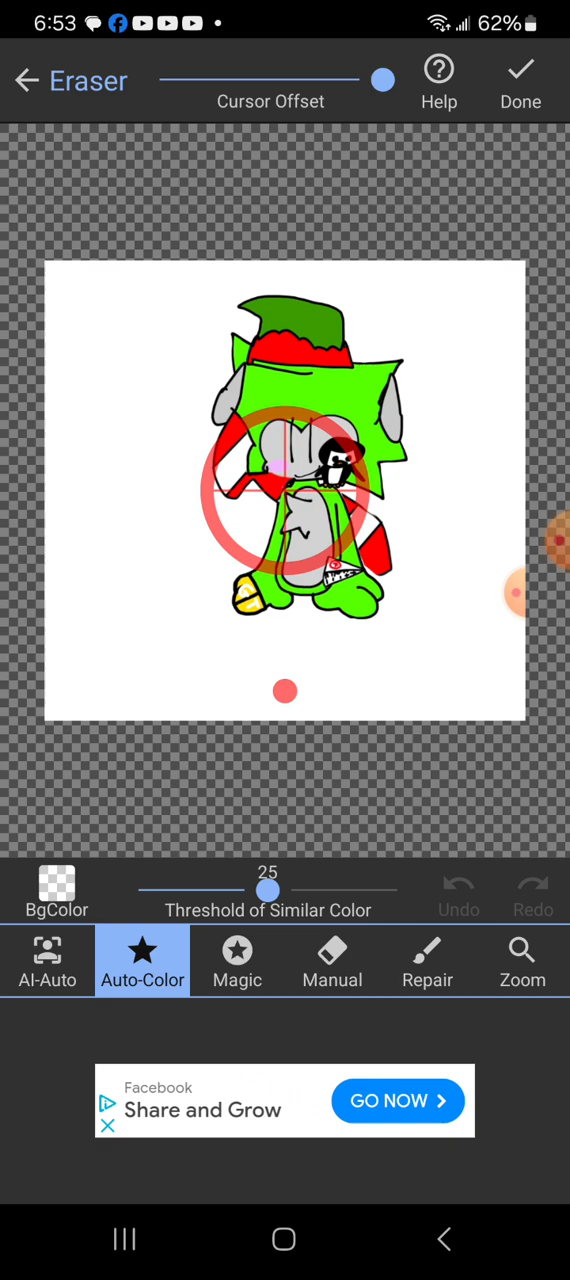 6:53
62%
Eraser
Cursor Offset
Help
Done
25
BgColor
Threshold of Similar Color
Undo
Redo
AI-Auto
Auto-Color
Magic
Manual
Repair
Zoom
Facebook
Share and Grow
GO NOW